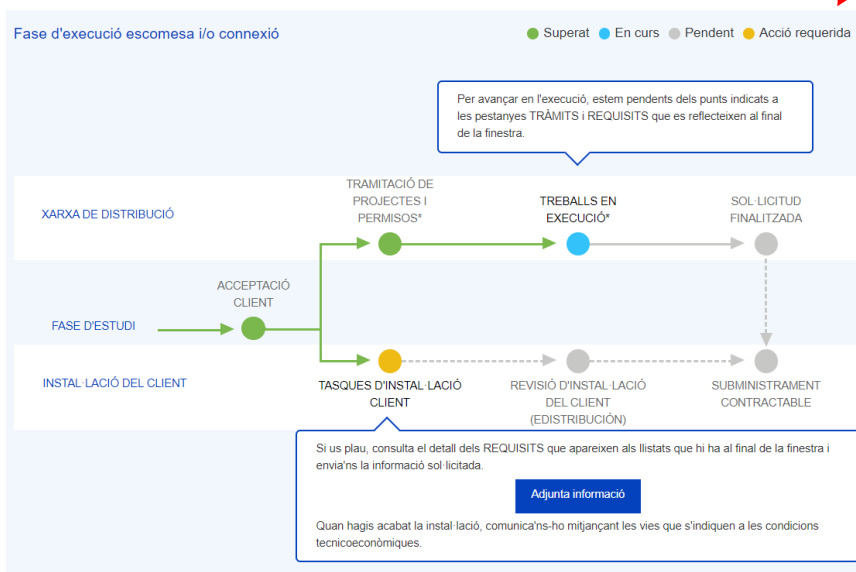 Fase d'execució escomesa i/o connexió
Superat En curs Pendent Acció requerida
Per avançar en l'execució, estem pendents dels punts indicats a
les pestanyes TRÀMITS i REQUISITS que es reflecteixen al final
de la finestra.
XARXA DE DISTRIBUCIÓ
TRAMITACIÓ DE
PROJECTES I
PERMISOS*
TREBALLS EN
EXECUCIÓ*
SOL·LICITUD
FINALITZADA
ACCEPTACIÓ
CLIENT
FASE D'ESTUDI
INSTAL·LACIÓ DEL CLIENT
TASQUES D'INSTAL·LACIÓ
CLIENT
REVISIÓ D'INSTAL·LACIÓ
DEL CLIENT
(EDISTRIBUCIÓN)
SUBMINISTRAMENT
CONTRACTABLE
Si us plau, consulta el detall dels REQUISITS que apareixen als llistats que hi ha al final de la finestra i
envia'ns la informació sol·licitada.
Adjunta informació
Quan hagis acabat la instal·lació, comunica'ns-ho mitjançant les vies que s'indiquen a les condicions
tecnicoeconòmiques.